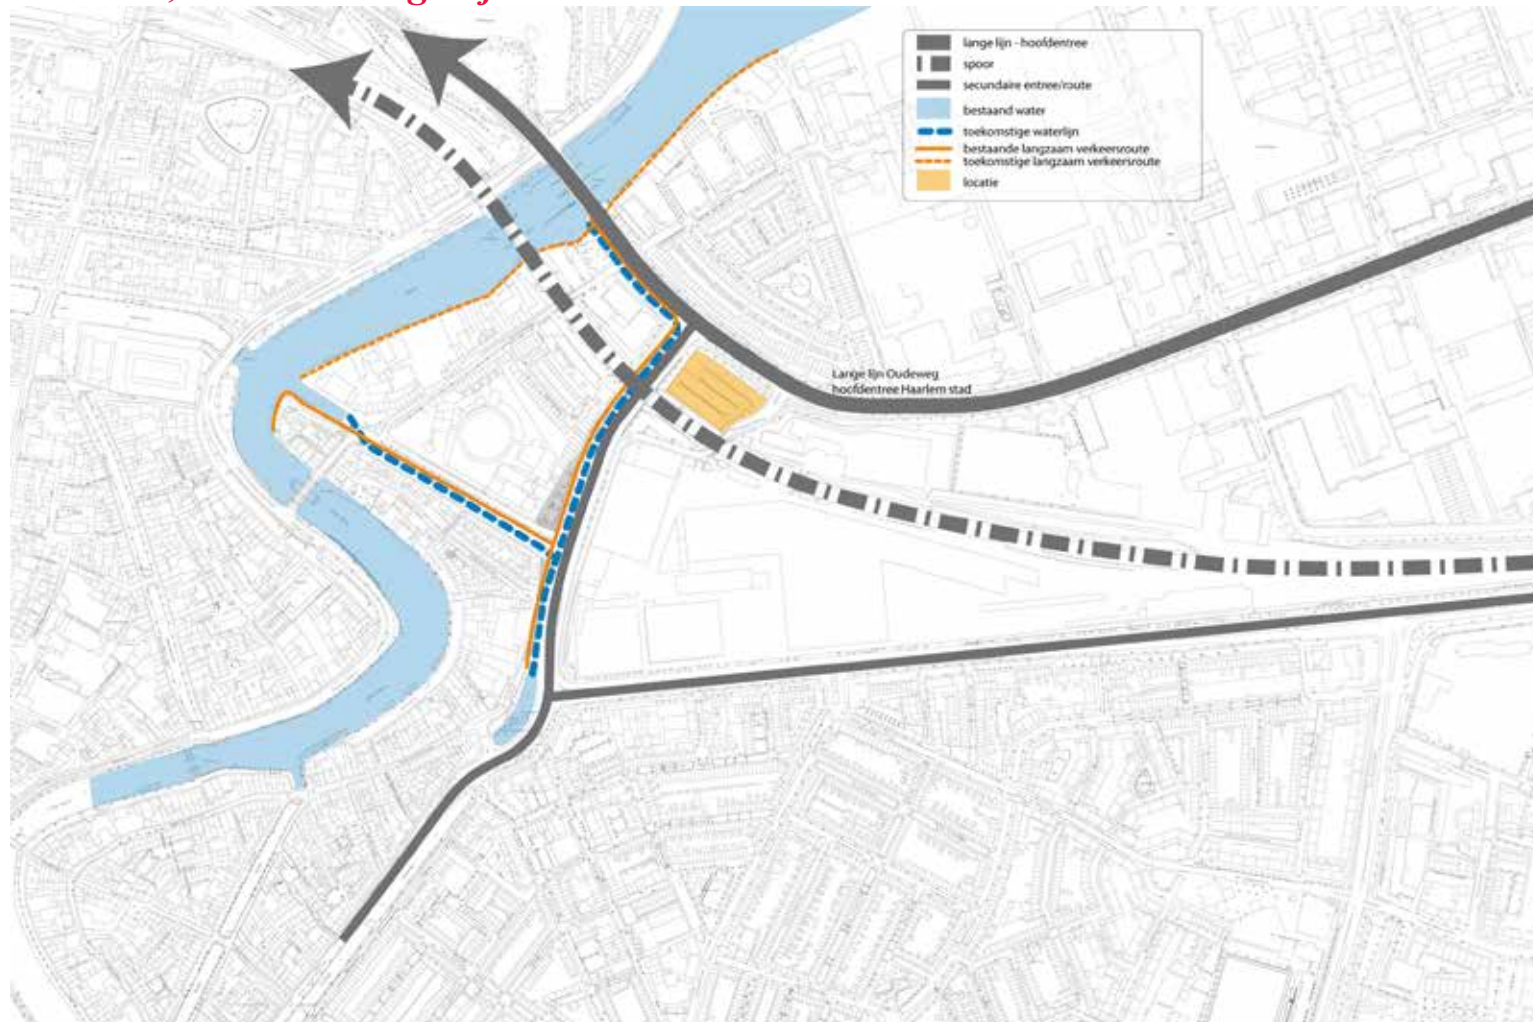 lange lijn - hoofdentree
spoor
secundaire entree/route
bestaand water
toekomstige waterlijn
bestaande langzaam verkeersroute
toekomstige langzaam verkeersroute
locatie
Lange lijn Oudeweg
hoofdentree Haarlem stad